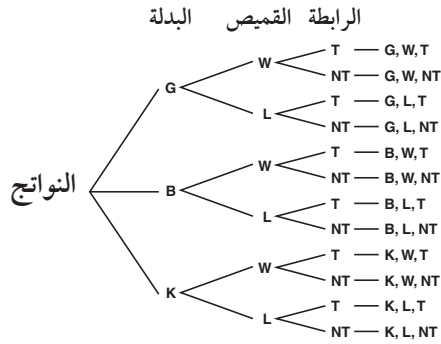 البدلة القميص الرابطة
T G, W, T
W
NT G, W, NT
G
T G, L, T
L
NT G, L, NT
T B, W, T
W
NT B, W, NT
النواتج B
T B, L, T
L
NT B, L, NT
T K, W, T
W
NT K, W, NT
K
T K, L, T
L
NT K, L, NT